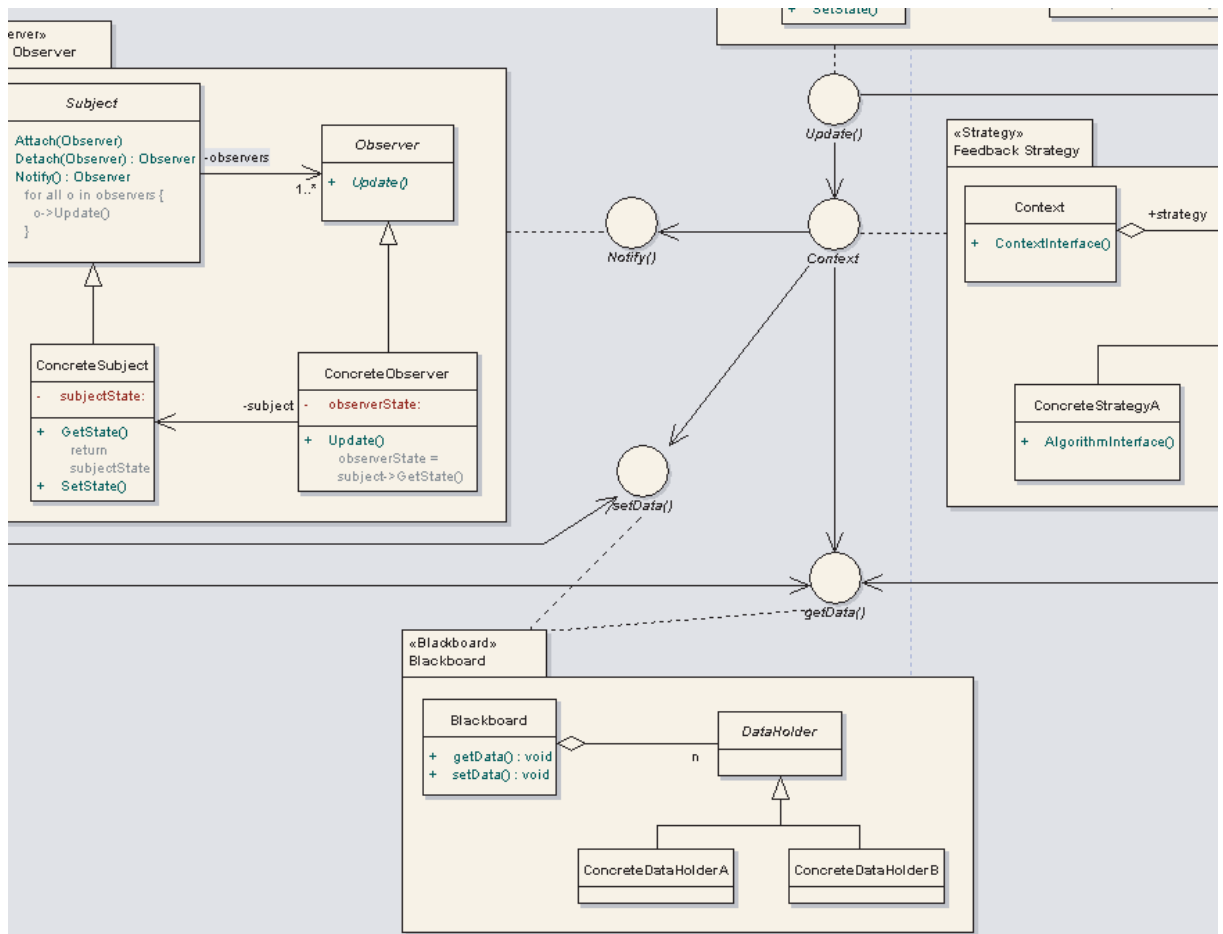 + SetState()
erver»
Observer
Subject
Attach(Observer)
Detach(Observer) : Observer
Notify() : Observer
for all o in observers {
o->Update()
}
-observers
1..*
Observer
+ Update()
ConcreteSubject
- subjectState:
+ GetState()
return
subjectState
+ SetState()
-subject
ConcreteObserver
- observerState:
+ Update()
observerState =
subject->GetState()
Update()
Notify()
Context
setData()
getData()
«Strategy»
Feedback Strategy
Context
+ ContextInterface()
+strategy
ConcreteStrategyA
+ AlgorithmInterface()
«Blackboard»
Blackboard
Blackboard
+ getData() : void
+ setData() : void
n
DataHolder
ConcreteDataHolderA
ConcreteDataHolderB